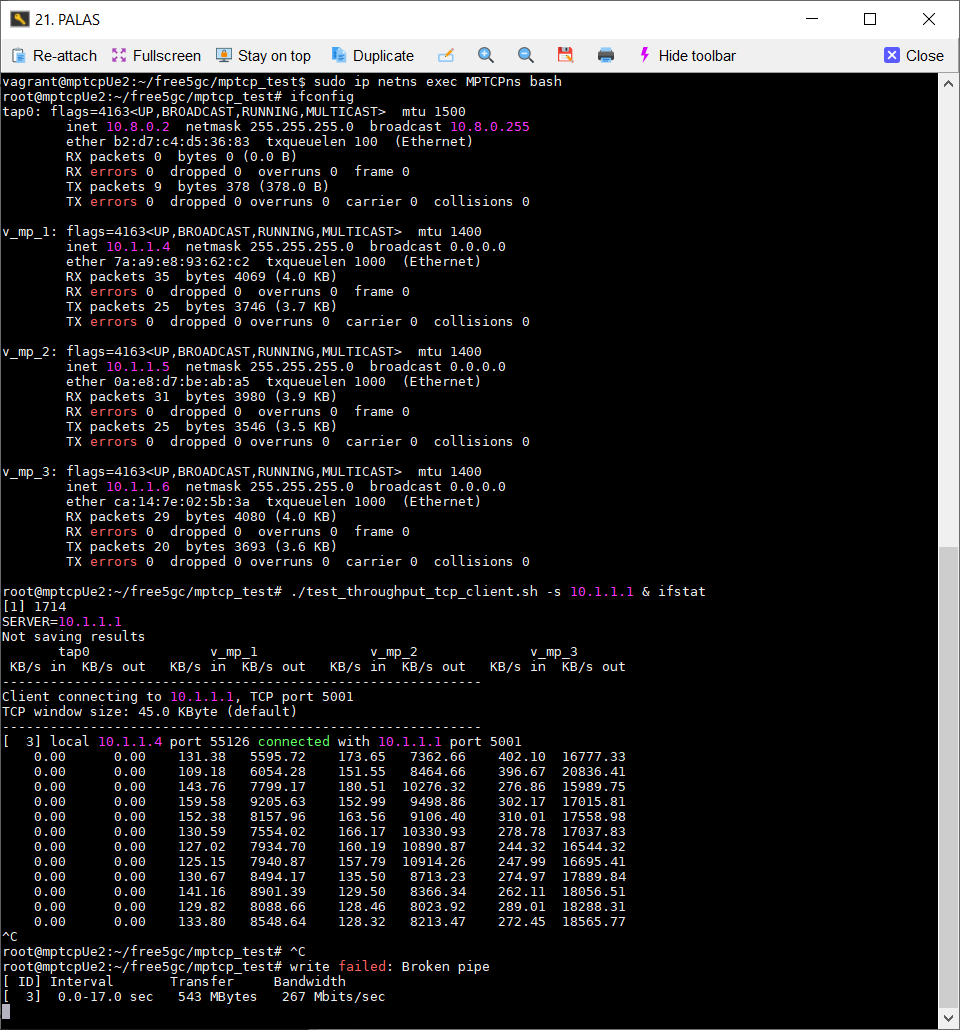 21. PALAS
Re-attach Fullscreen Stay on top Duplicate Hide toolbar Close
vagrant@mptcpUe2:~/free5gc/mptcp_test$ sudo ip netns exec MPTCPns bash
root@mptcpUe2:~/free5gc/mptcp_test# ifconfig
tap0: flags=4163<UP,BROADCAST,RUNNING,MULTICAST>  mtu 1500
        inet 10.8.0.2  netmask 255.255.255.0  broadcast 10.8.0.255
        ether b2:d7:c4:d5:36:83  txqueuelen 100  (Ethernet)
        RX packets 0  bytes 0 (0.0 B)
        RX errors 0  dropped 0  overruns 0  frame 0
        TX packets 9  bytes 378 (378.0 B)
        TX errors 0  dropped 0 overruns 0  carrier 0  collisions 0

v_mp_1: flags=4163<UP,BROADCAST,RUNNING,MULTICAST>  mtu 1400
        inet 10.1.1.4  netmask 255.255.255.0  broadcast 0.0.0.0
        ether 7a:a9:e8:93:62:c2  txqueuelen 1000  (Ethernet)
        RX packets 35  bytes 4069 (4.0 KB)
        RX errors 0  dropped 0  overruns 0  frame 0
        TX packets 25  bytes 3746 (3.7 KB)
        TX errors 0  dropped 0 overruns 0  carrier 0  collisions 0

v_mp_2: flags=4163<UP,BROADCAST,RUNNING,MULTICAST>  mtu 1400
        inet 10.1.1.5  netmask 255.255.255.0  broadcast 0.0.0.0
        ether 0a:e8:d7:be:ab:a5  txqueuelen 1000  (Ethernet)
        RX packets 31  bytes 3980 (3.9 KB)
        RX errors 0  dropped 0  overruns 0  frame 0
        TX packets 25  bytes 3546 (3.5 KB)
        TX errors 0  dropped 0 overruns 0  carrier 0  collisions 0

v_mp_3: flags=4163<UP,BROADCAST,RUNNING,MULTICAST>  mtu 1400
        inet 10.1.1.6  netmask 255.255.255.0  broadcast 0.0.0.0
        ether ca:14:7e:02:5b:3a  txqueuelen 1000  (Ethernet)
        RX packets 29  bytes 4080 (4.0 KB)
        RX errors 0  dropped 0  overruns 0  frame 0
        TX packets 20  bytes 3693 (3.6 KB)
        TX errors 0  dropped 0 overruns 0  carrier 0  collisions 0

root@mptcpUe2:~/free5gc/mptcp_test# ./test_throughput_tcp_client.sh -s 10.1.1.1 & ifstat
[1] 1714
SERVER=10.1.1.1
Not saving results
       tap0               v_mp_1              v_mp_2              v_mp_3
 KB/s in  KB/s out   KB/s in  KB/s out   KB/s in  KB/s out   KB/s in  KB/s out
------------------------------------------------------------
Client connecting to 10.1.1.1, TCP port 5001
TCP window size: 45.0 KByte (default)
------------------------------------------------------------
[  3] local 10.1.1.4 port 55126 connected with 10.1.1.1 port 5001
    0.00      0.00    131.38   5595.72    173.65   7362.66    402.10  16777.33
    0.00      0.00    109.18   6054.28    151.55   8464.66    396.67  20836.41
    0.00      0.00    143.76   7799.17    180.51  10276.32    276.86  15989.75
    0.00      0.00    159.58   9205.63    152.99   9498.86    302.17  17015.81
    0.00      0.00    152.38   8157.96    163.56   9106.40    310.01  17558.98
    0.00      0.00    130.59   7554.02    166.17  10330.93    278.78  17037.83
    0.00      0.00    127.02   7934.70    160.19  10890.87    244.32  16544.32
    0.00      0.00    125.15   7940.87    157.79  10914.26    247.99  16695.41
    0.00      0.00    130.67   8494.17    135.50   8713.23    274.97  17889.84
    0.00      0.00    141.16   8901.39    129.50   8366.34    262.11  18056.51
    0.00      0.00    129.82   8088.66    128.46   8023.92    289.01  18288.31
    0.00      0.00    133.80   8548.64    128.32   8213.47    272.45  18565.77
^C
root@mptcpUe2:~/free5gc/mptcp_test# ^C
root@mptcpUe2:~/free5gc/mptcp_test# write failed: Broken pipe
[ ID] Interval       Transfer     Bandwidth
[  3]  0.0-17.0 sec   543 MBytes   267 Mbits/sec